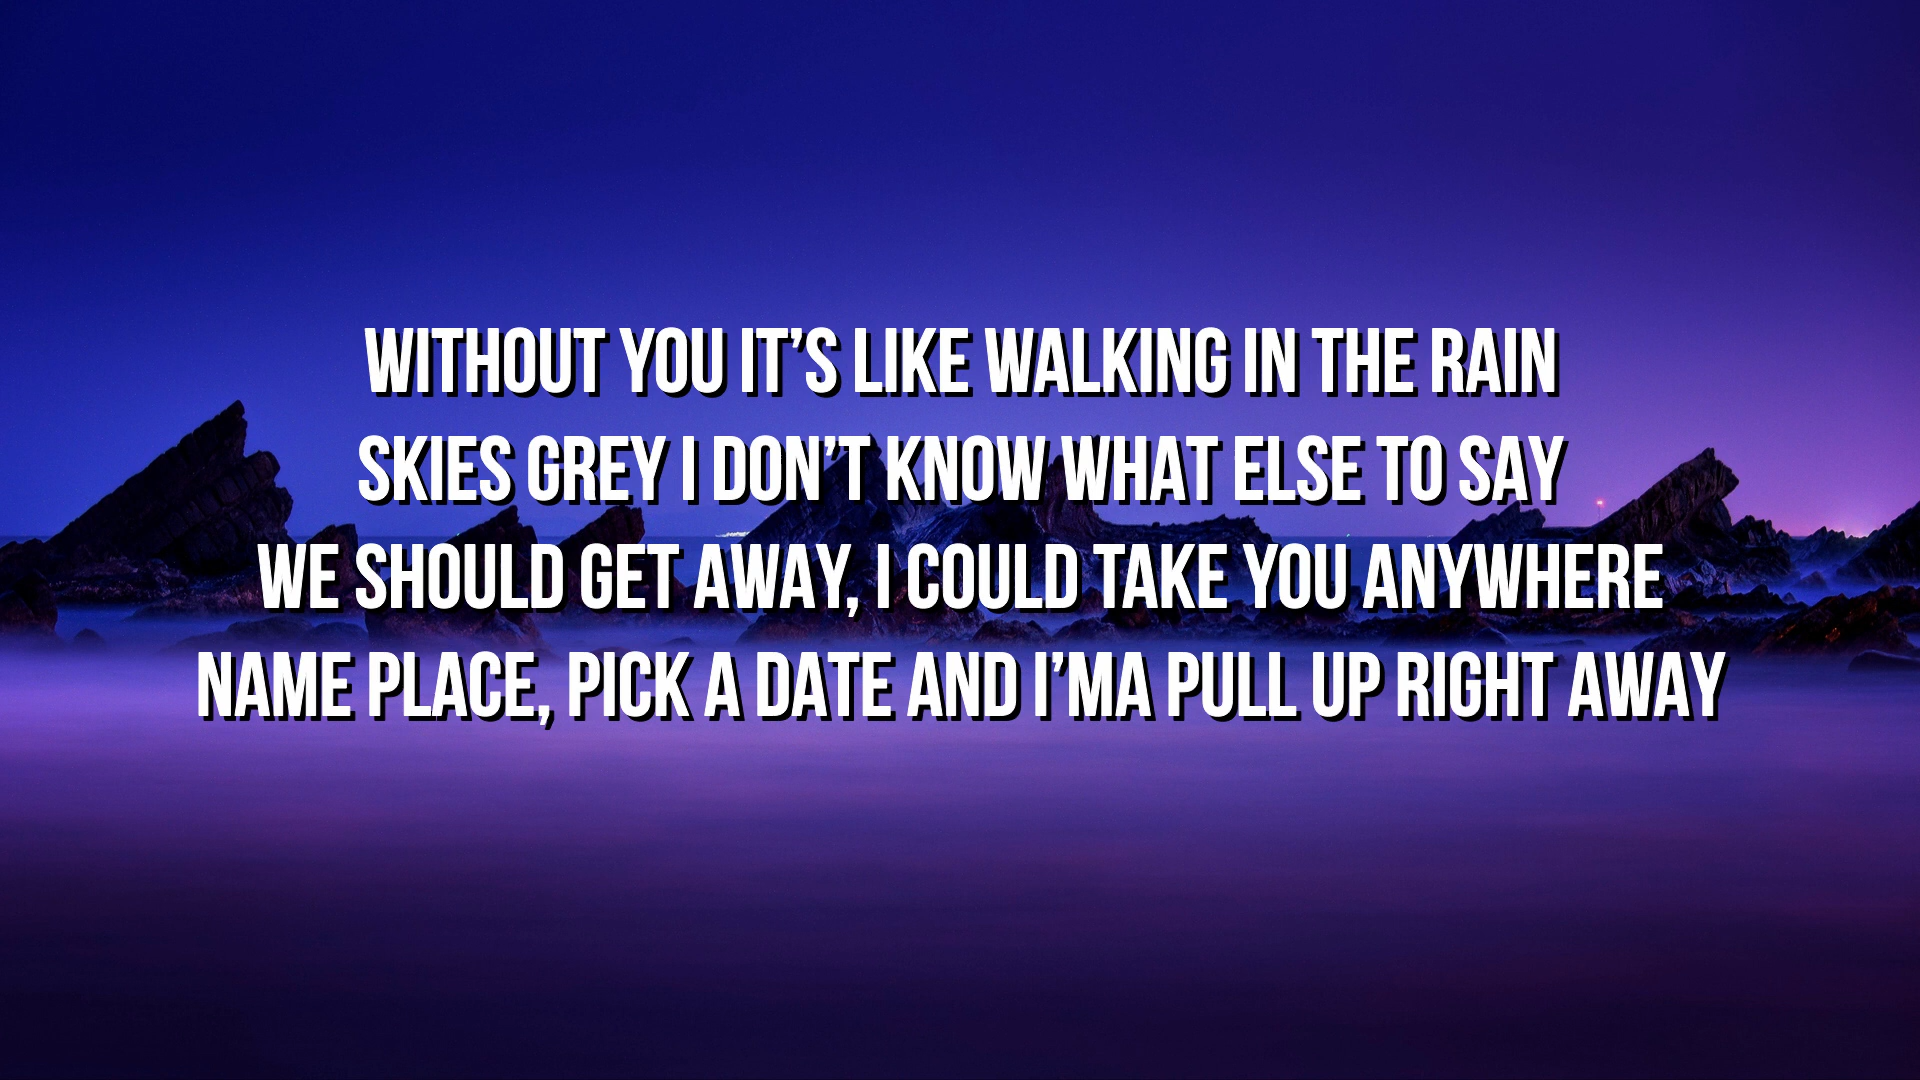 WITHOUT YOU IT’S LIKE WALKING IN THE RAIN
SKIES GREY I DON’T KNOW WHAT ELSE TO SAY
WE SHOULD GET AWAY, I COULD TAKE YOU ANYWHERE
NAME PLACE, PICK A DATE AND I’MA PULL UP RIGHT AWAY